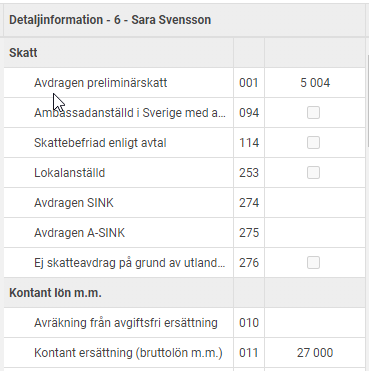 Detaljinformation - 6 - Sara Svensson
Skatt
Avdragen preliminärskatt 001 5 004
Ambassadanställd i Sverige med a... 094
Skattebefriad enligt avtal 114
Lokalanställd 253
Avdragen SINK 274
Avdragen A-SINK 275
Ej skatteavdrag på grund av utland... 276
Kontant lön m.m.
Avräkning från avgiftsfri ersättning 010
Kontant ersättning (bruttolön m.m.) 011 27 000